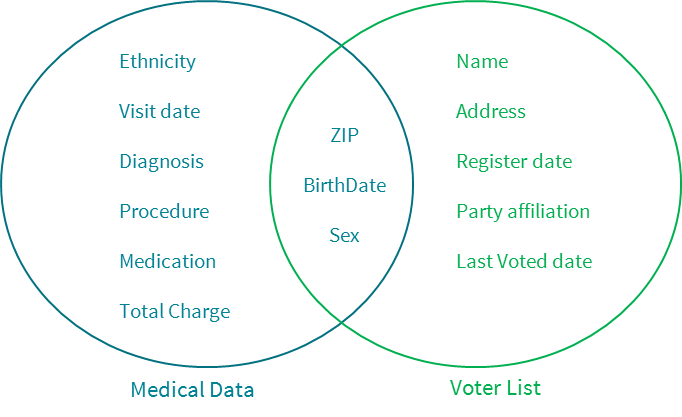 Ethnicity
Visit date
Diagnosis
Procedure
Medication
Total Charge
ZIP
BirthDate
Sex
Name
Address
Register date
Party affiliation
Last Voted date
Medical Data
Voter List